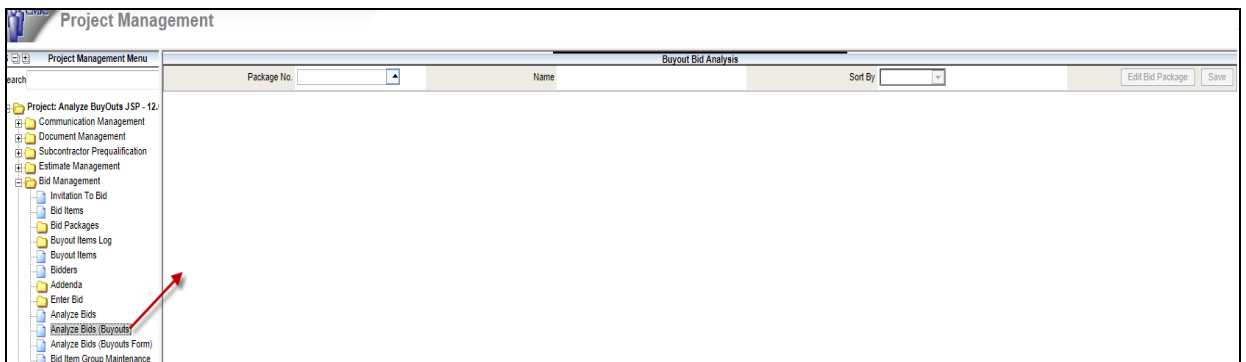 CMiC
Project Management
Project Management Menu
Buyout Bid Analysis
earch
Package No.
Name
Sort By
Edit Bid Package
Save
Project: Analyze BuyOuts JSP - 12.
Communication Management
Document Management
Subcontractor Prequalification
Estimate Management
Bid Management
Invitation To Bid
Bid Items
Bid Packages
Buyout Items Log
Buyout Items
Bidders
Addenda
Enter Bid
Analyze Bids
Analyze Bids (Buyouts)
Analyze Bids (Buyouts Form)
Bid Item Group Maintenance